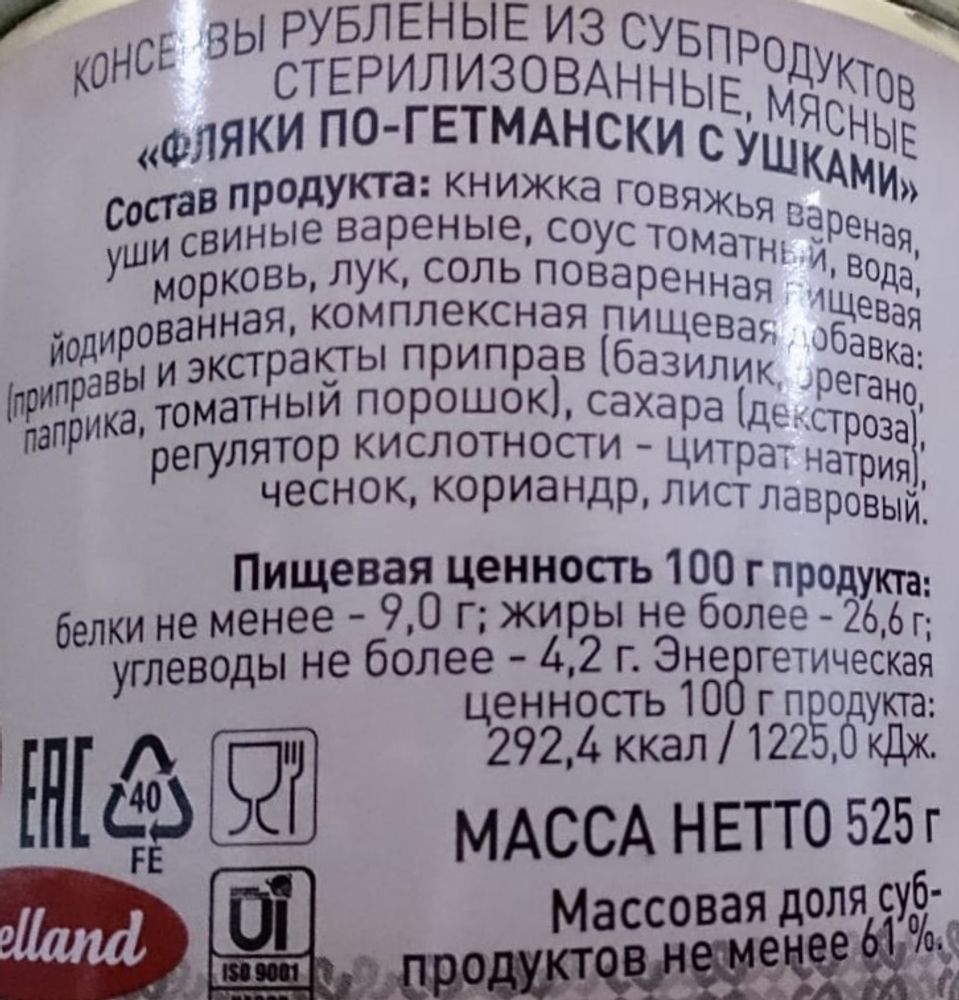 КОНСЕРВЫ РУБЛЕНЫЕ ИЗ СУБПРОДУКТОВ
СТЕРИЛИЗОВАННЫЕ, МЯСНЫЕ
«ФЛЯКИ ПО-ГЕТМАНСКИ С УШКАМИ»
Состав продукта: книжка говяжья вареная,
уши свиные вареные, соус томатный, вода,
морковь, лук, соль поваренная пищевая
йодированная, комплексная пищевая добавка:
(приправы и экстракты приправ (базилик, орегано,
паприка, томатный порошок), сахара (декстроза),
регулятор кислотности – цитрат натрия),
чеснок, кориандр, лист лавровый.
Пищевая ценность 100 г продукта:
белки не менее – 9,0 г; жиры не более – 26,6 г;
углеводы не более – 4,2 г. Энергетическая
ценность 100 г продукта:
292,4 ккал / 1225,0 кДж.
EAC
40
FE
МАССА НЕТТО 525 г
elland
ISO 9001
Массовая доля суб-
продуктов не менее 61 %.